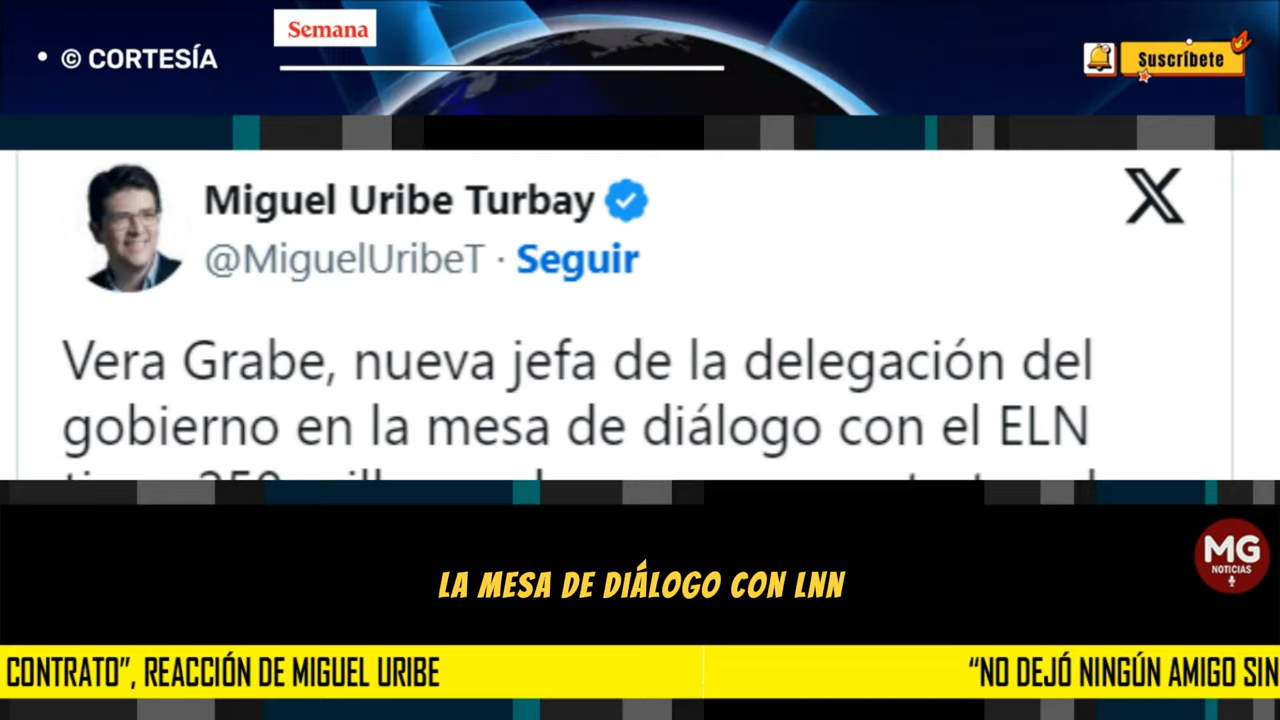 Semana
• © CORTESÍA
Suscríbete
Miguel Uribe Turbay
X
@MiguelUribeT · Seguir
Vera Grabe, nueva jefa de la delegación del
gobierno en la mesa de diálogo con el ELN
MG
NOTICIAS
LA MESA DE DIÁLOGO CON LNN
CONTRATO”, REACCIÓN DE MIGUEL URIBE “NO DEJÓ NINGÚN AMIGO SIN